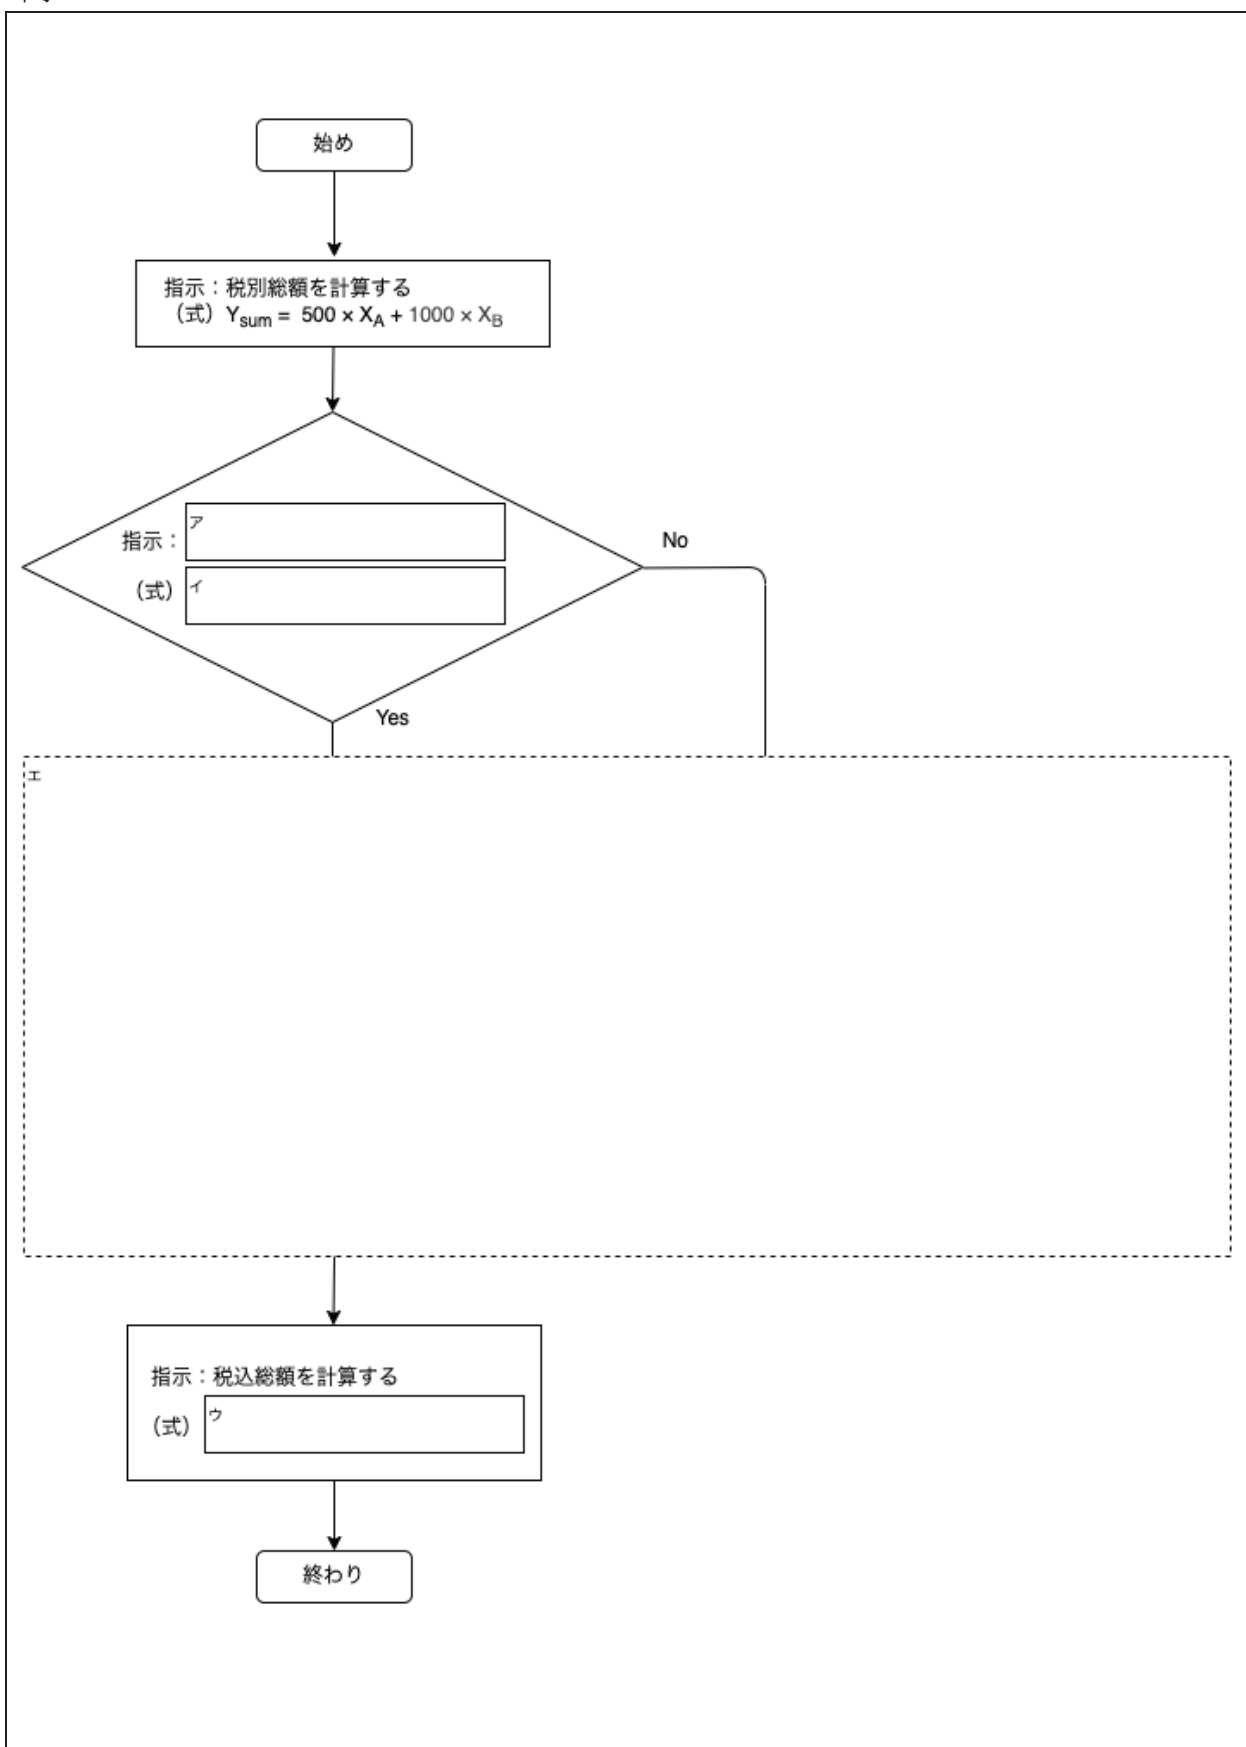 始め
指示：税別総額を計算する
（式）Ysum = 500 × XA + 1000 × XB
ア
指示：
No
（式）
イ
Yes
エ
指示：税込総額を計算する
ウ
（式）
終わり